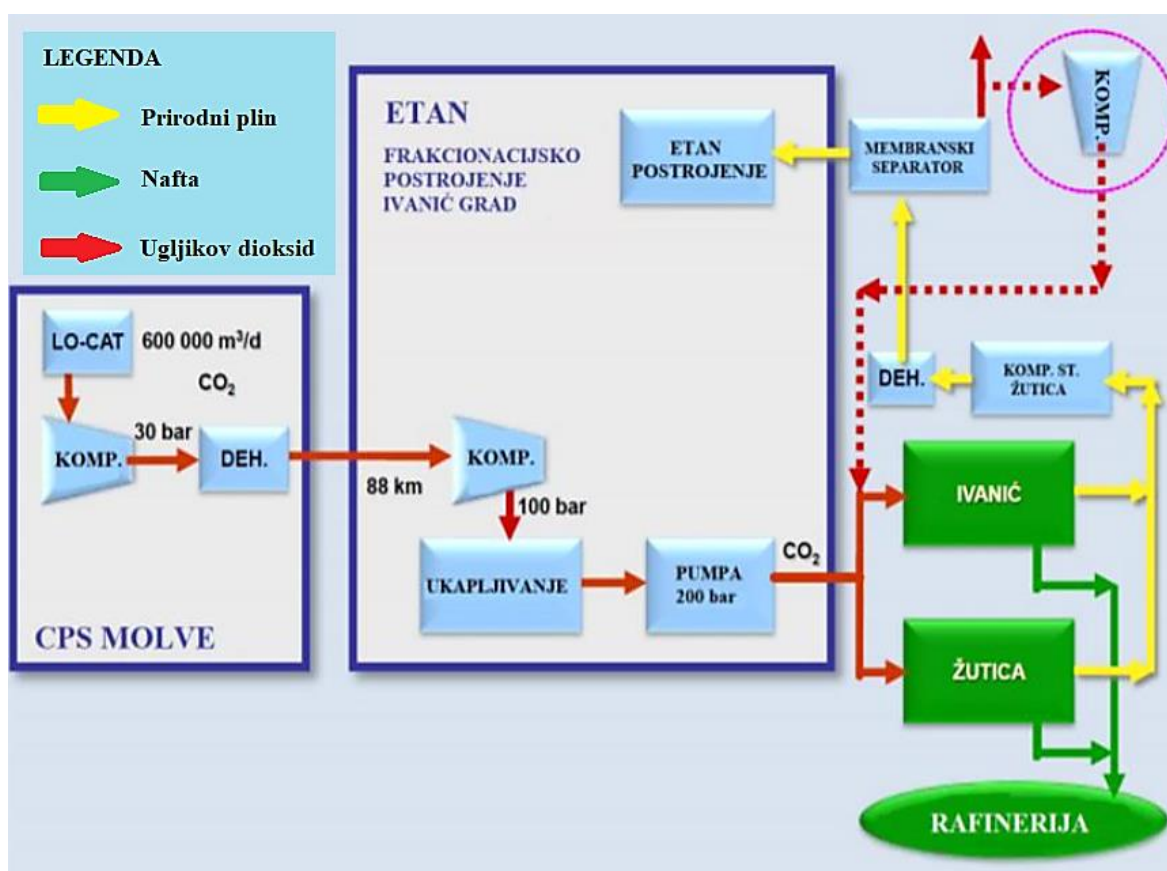 LEGENDA
Prirodni plin
Nafta
Ugljikov dioksid
ETAN
FRAKCIONACIJSKO
POSTROJENJE
IVANIĆ GRAD
ETAN
POSTROJENJE
MEMBRANSKI
SEPARATOR
KOMP.
LO-CAT
600 000 m³/d
CO₂
KOMP.
30 bar
DEH.
88 km
KOMP.
100 bar
UKAPLJIVANJE
PUMPA
200 bar
CO₂
DEH.
KOMP. ST.
ŽUTICA
IVANIĆ
ŽUTICA
CPS MOLVE
RAFINERIJA